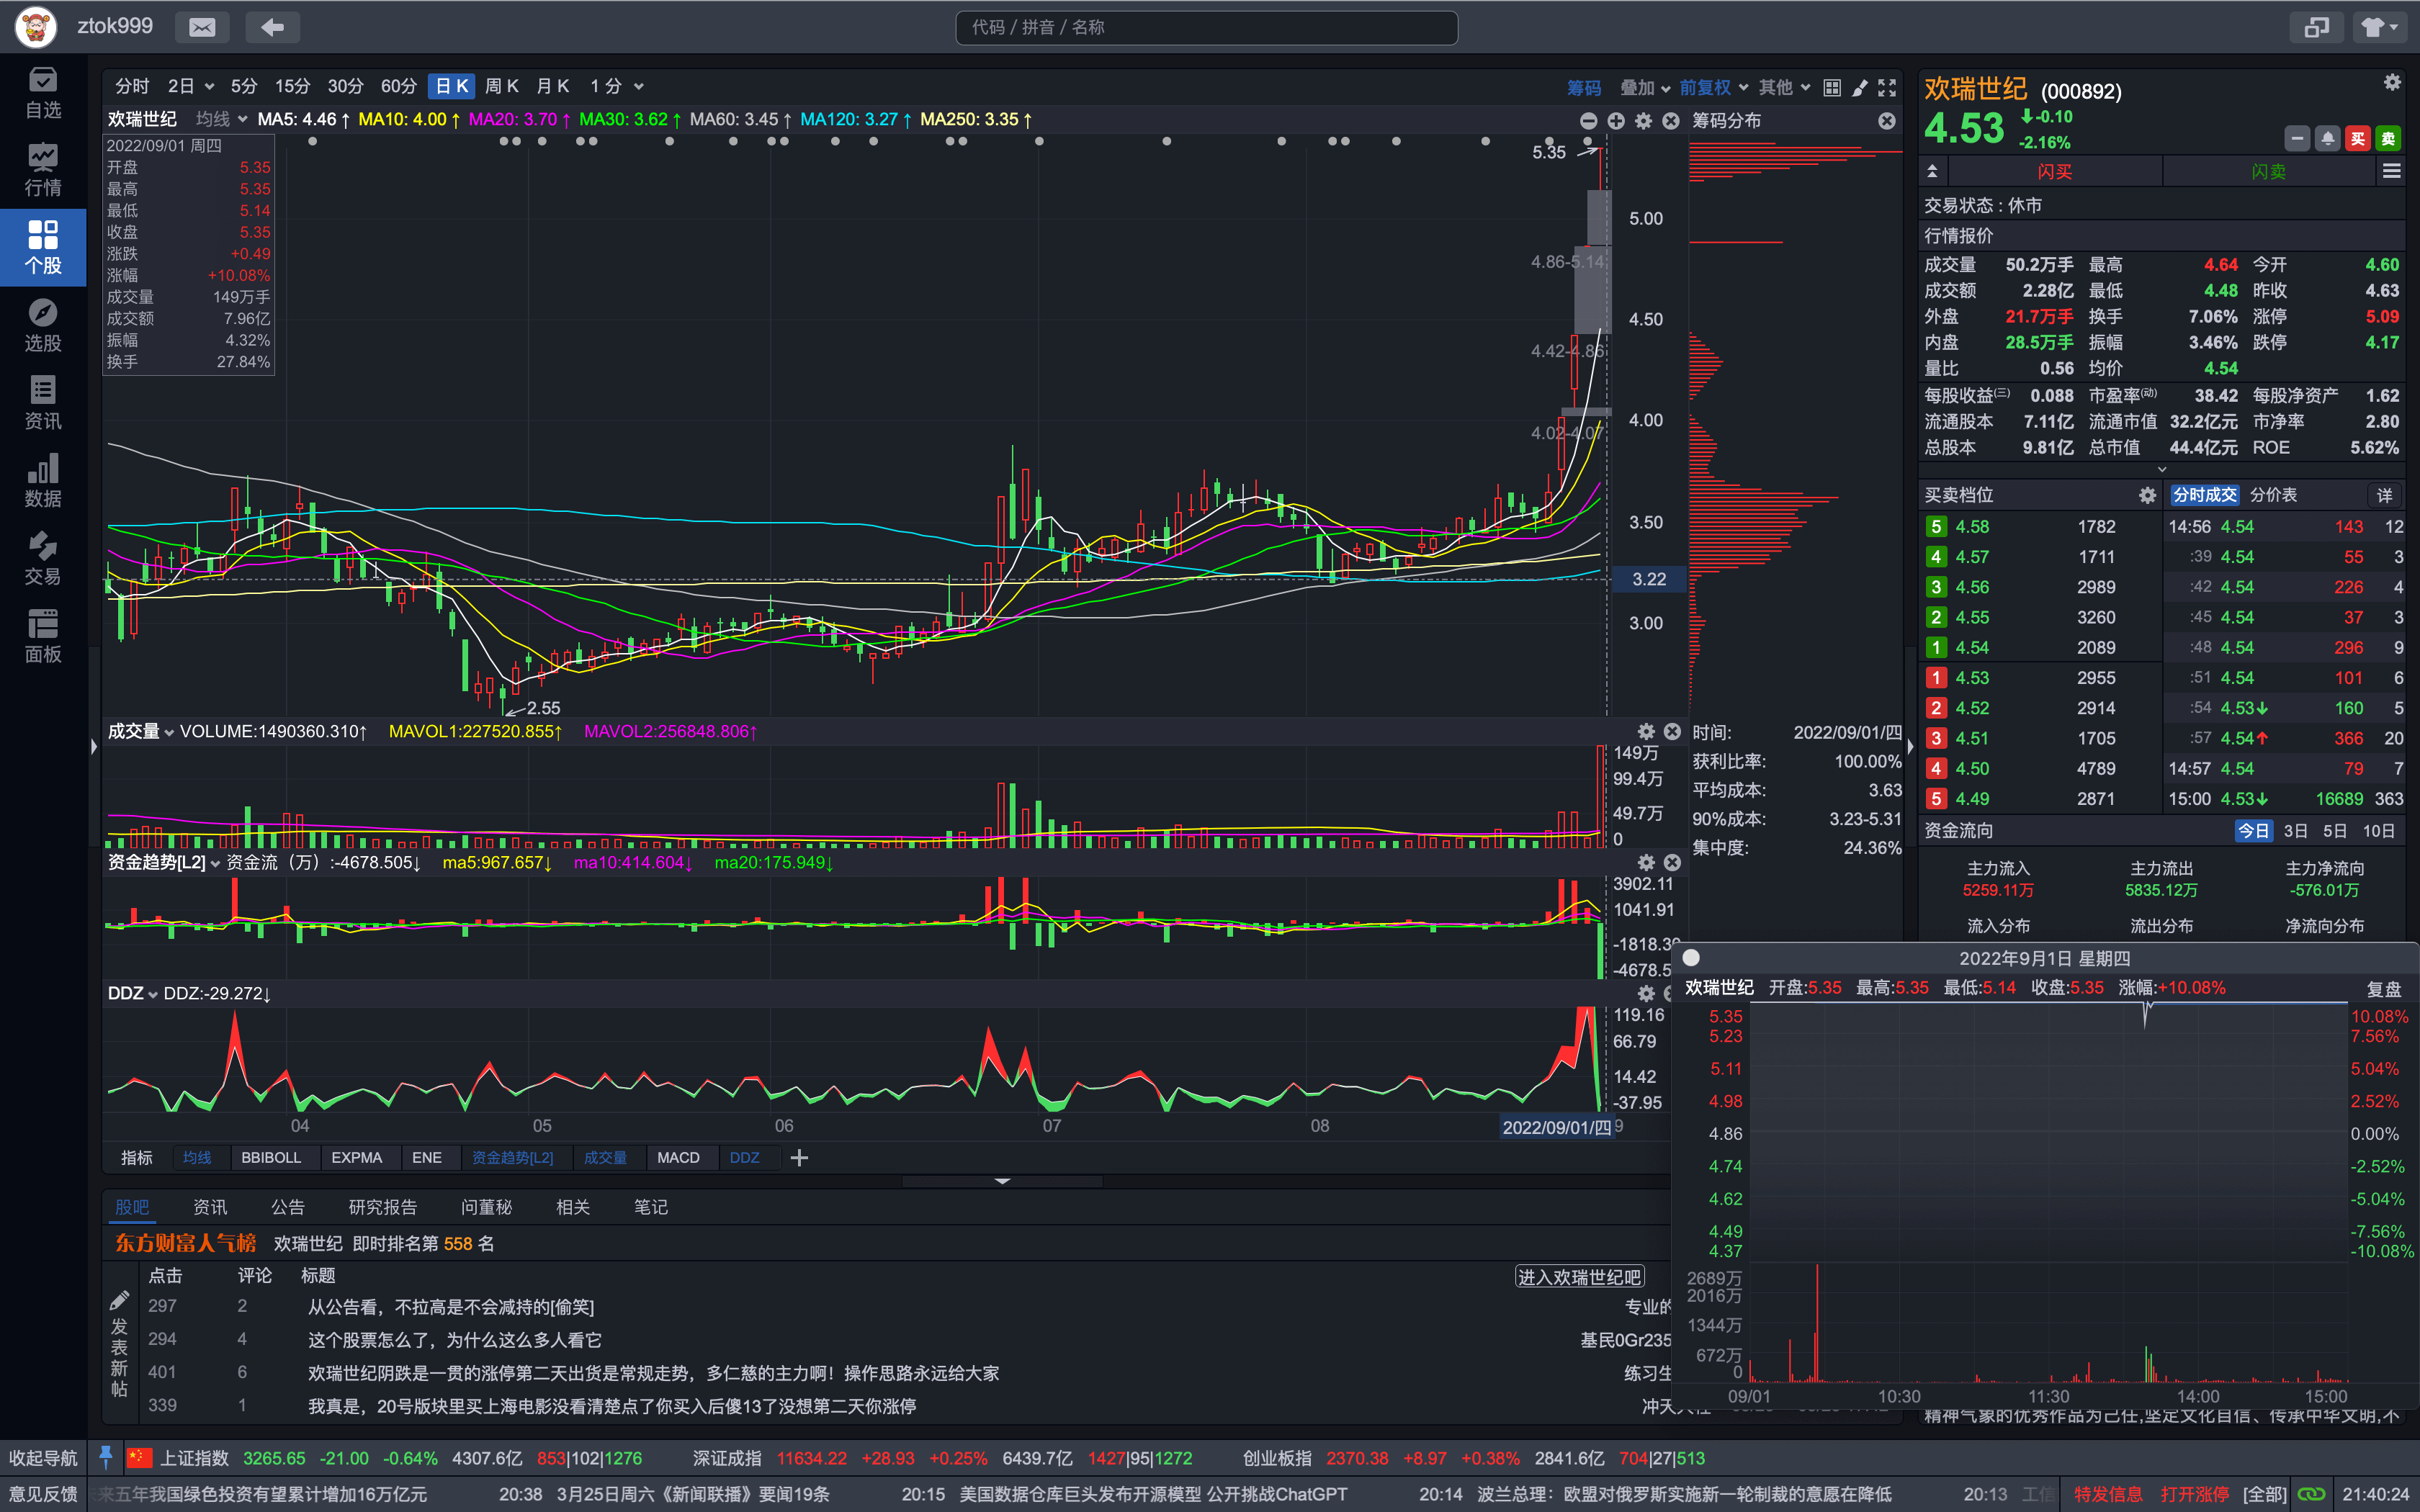 ztok999
代码 / 拼音 / 名称
自选
行情
个股
选股
资讯
数据
交易
面板
分时 2日 5分 15分 30分 60分 日K 周K 月K 1分
筹码 叠加 前复权 其他
欢瑞世纪 均线 MA5: 4.46↑ MA10: 4.00↑ MA20: 3.70↑ MA30: 3.62↑ MA60: 3.45↑ MA120: 3.27↑ MA250: 3.35↑
筹码分布
2022/09/01 周四
开盘 5.35
最高 5.35
最低 5.14
收盘 5.35
涨跌 +0.49
涨幅 +10.08%
成交量 149万手
成交额 7.96亿
振幅 4.32%
换手 27.84%
5.35
5.00
4.86-5.14
4.50
4.42-4.86
4.00
4.02-4.07
3.50
3.22
3.00
2.55
成交量 VOLUME:1490360.310↑ MAVOL1:227520.855↑ MAVOL2:256848.806↑
149万
99.4万
49.7万
0
资金趋势[L2] 资金流（万）:-4678.505↓ ma5:967.657↓ ma10:414.604↓ ma20:175.949↓
3902.11
1041.91
-1818.30
-4678.5
DDZ DDZ:-29.272↓
119.16
66.79
14.42
-37.95
04 05 06 07 08 2022/09/01/四 9
时间: 2022/09/01/四
获利比率: 100.00%
平均成本: 3.63
90%成本: 3.23-5.31
集中度: 24.36%
指标 均线 BBIBOLL EXPMA ENE 资金趋势[L2] 成交量 MACD DDZ
股吧 资讯 公告 研究报告 问董秘 相关 笔记
东方财富人气榜 欢瑞世纪 即时排名第 558 名
点击 评论 标题 进入欢瑞世纪吧
发表新帖
297 2 从公告看，不拉高是不会减持的[偷笑] 专业的
294 4 这个股票怎么了，为什么这么多人看它 基民0Gr235
401 6 欢瑞世纪阴跌是一贯的涨停第二天出货是常规走势，多仁慈的主力啊！操作思路永远给大家 练习生
339 1 我真是，20号版块里买上海电影没看清楚点了你买入后傻13了没想第二天你涨停
欢瑞世纪 (000892)
4.53 -0.10
-2.16%
买 卖
闪买 闪卖
交易状态 : 休市
行情报价
成交量 50.2万手 最高 4.64 今开 4.60
成交额 2.28亿 最低 4.48 昨收 4.63
外盘 21.7万手 换手 7.06% 涨停 5.09
内盘 28.5万手 振幅 3.46% 跌停 4.17
量比 0.56 均价 4.54
每股收益(三) 0.088 市盈率(动) 38.42 每股净资产 1.62
流通股本 7.11亿 流通市值 32.2亿元 市净率 2.80
总股本 9.81亿 总市值 44.4亿元 ROE 5.62%
买卖档位 分时成交 分价表 详
5 4.58 1782 14:56 4.54 143 12
4 4.57 1711 :39 4.54 55 3
3 4.56 2989 :42 4.54 226 4
2 4.55 3260 :45 4.54 37 3
1 4.54 2089 :48 4.54 296 9
1 4.53 2955 :51 4.54 101 6
2 4.52 2914 :54 4.53↓ 160 5
3 4.51 1705 :57 4.54↑ 366 20
4 4.50 4789 14:57 4.54 79 7
5 4.49 2871 15:00 4.53↓ 16689 363
资金流向 今日 3日 5日 10日
主力流入 主力流出 主力净流向
5259.11万 5835.12万 -576.01万
流入分布 流出分布 净流向分布
2022年9月1日 星期四
欢瑞世纪 开盘:5.35 最高:5.35 最低:5.14 收盘:5.35 涨幅:+10.08% 复盘
5.35 10.08%
5.23 7.56%
5.11 5.04%
4.98 2.52%
4.86 0.00%
4.74 -2.52%
4.62 -5.04%
4.49 -7.56%
4.37 -10.08%
2689万
2016万
1344万
672万
0
09/01 10:30 11:30 14:00 15:00
精神气象的优秀作品为己任,坚定文化自信、传承中华文明,不
收起导航 上证指数 3265.65 -21.00 -0.64% 4307.6亿 853|102|1276 深证成指 11634.22 +28.93 +0.25% 6439.7亿 1427|95|1272 创业板指 2370.38 +8.97 +0.38% 2841.6亿 704|27|513
意见反馈 来五年我国绿色投资有望累计增加16万亿元 20:38 3月25日周六《新闻联播》要闻19条 20:15 美国数据仓库巨头发布开源模型 公开挑战ChatGPT 20:14 波兰总理：欧盟对俄罗斯实施新一轮制裁的意愿在降低 20:13 工信 特发信息 打开涨停 [全部] 21:40:24